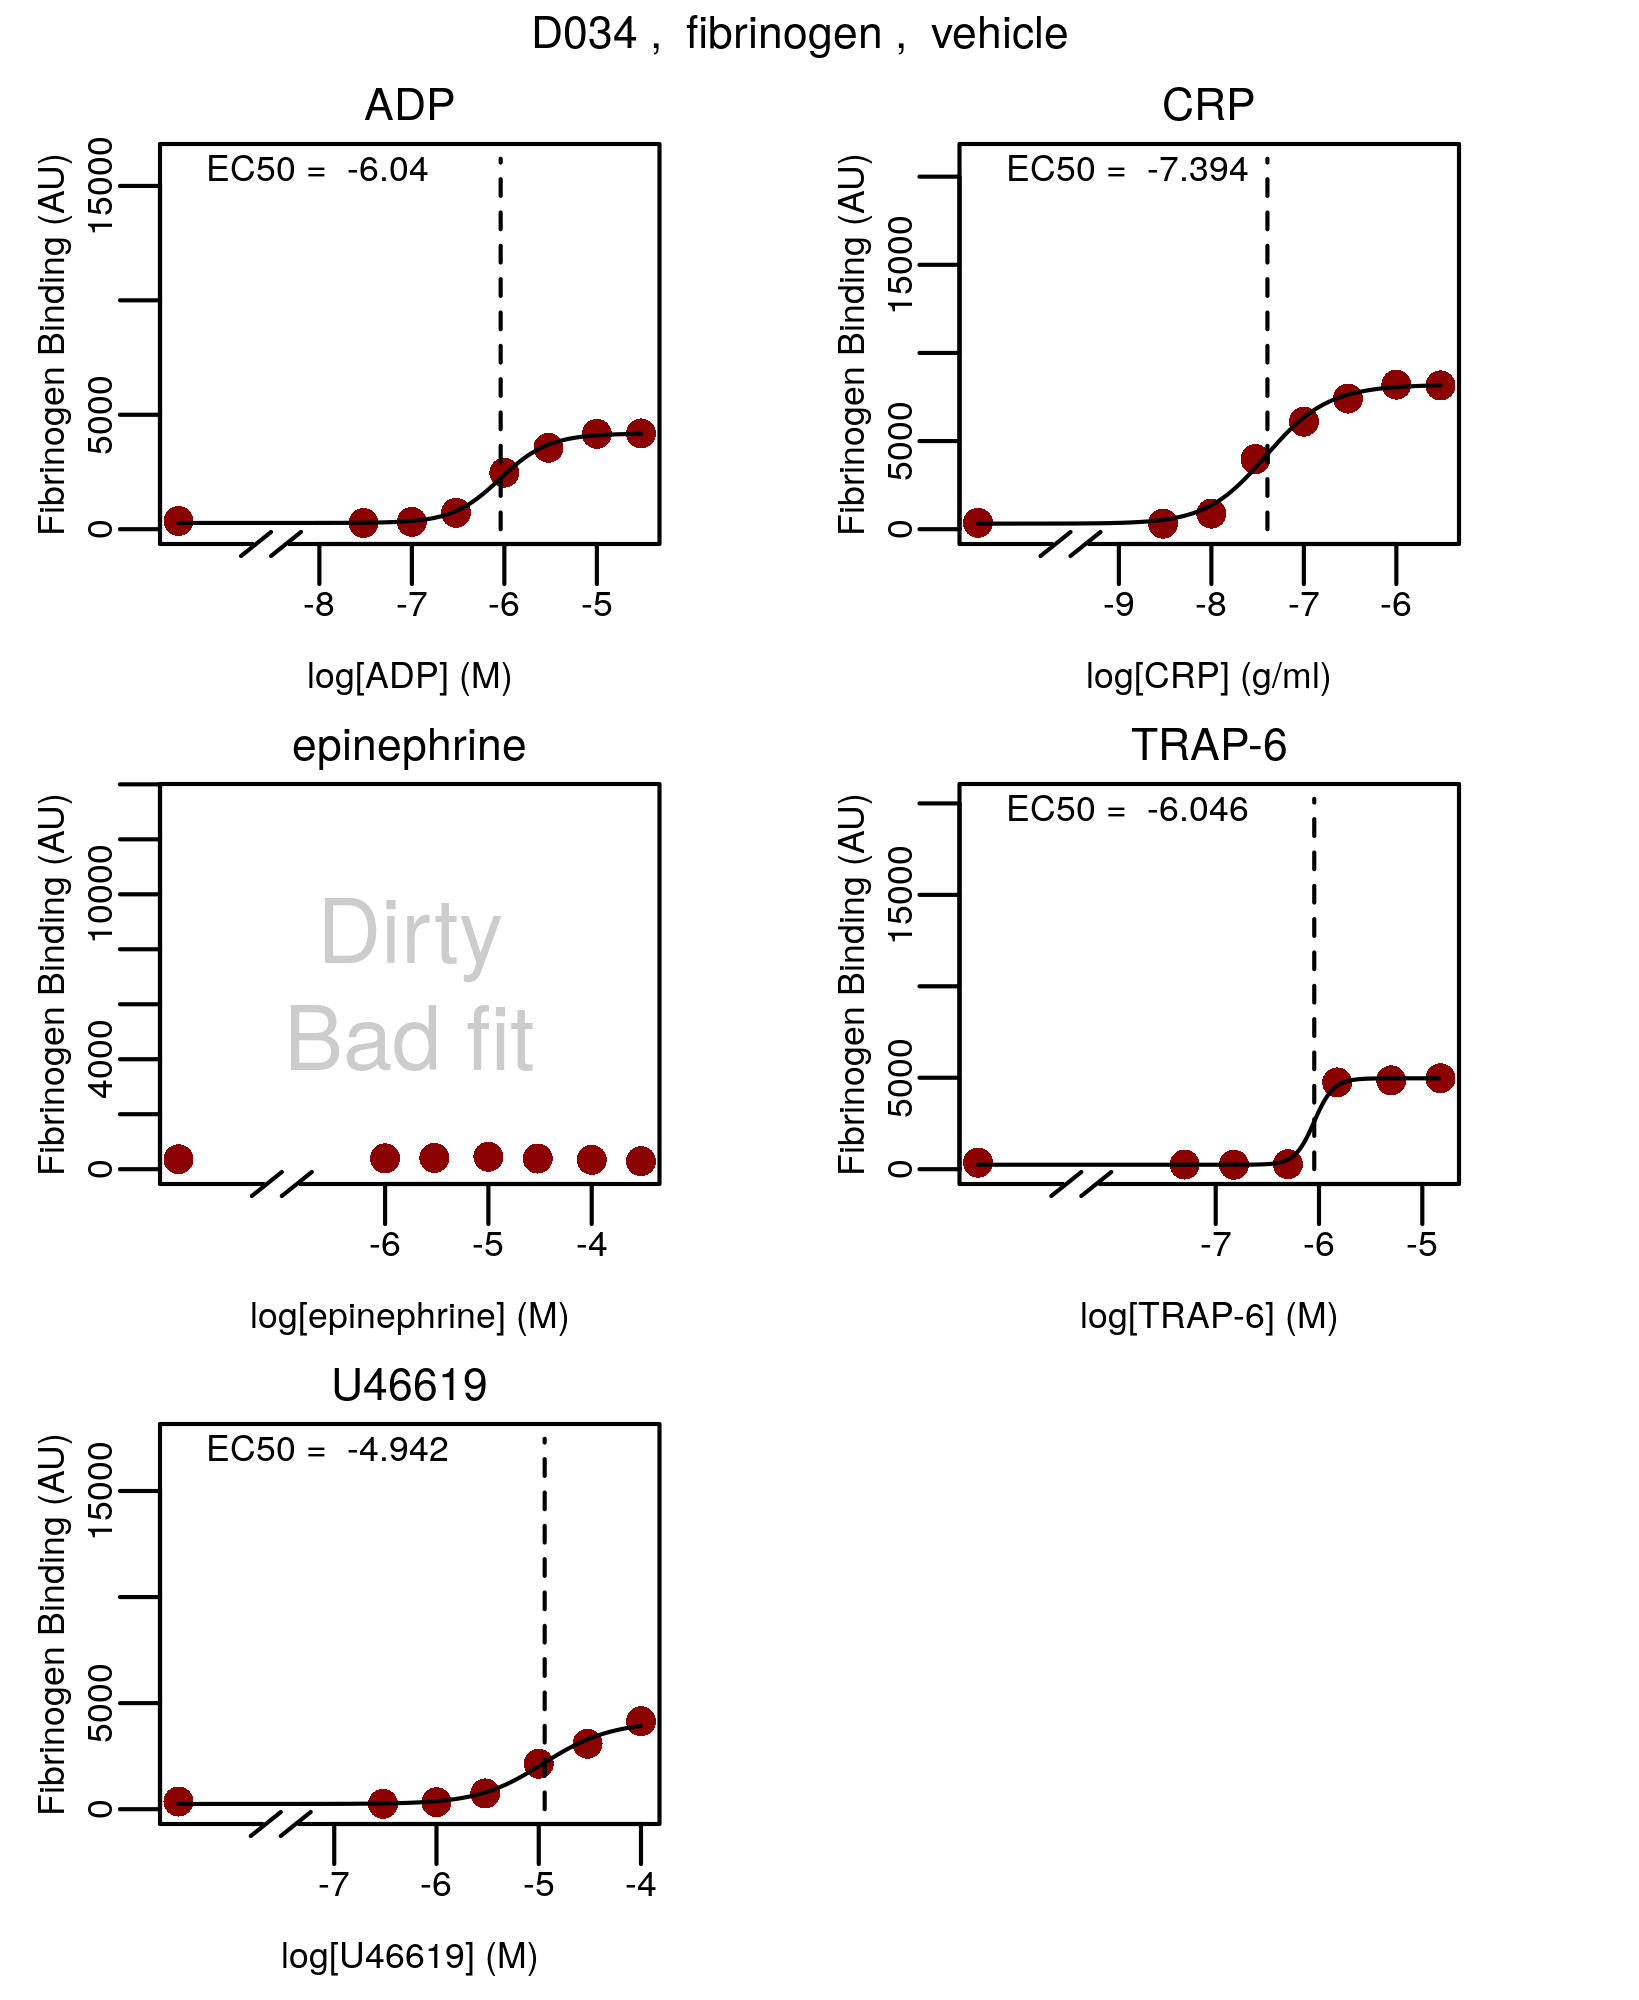 D034 ,  fibrinogen ,  vehicle
ADP
EC50 =  -6.04
Fibrinogen Binding (AU)
0
5000
15000
-8
-7
-6
-5
log[ADP] (M)
CRP
EC50 =  -7.394
Fibrinogen Binding (AU)
0
5000
15000
-9
-8
-7
-6
log[CRP] (g/ml)
epinephrine
Dirty
Bad fit
Fibrinogen Binding (AU)
0
4000
10000
-6
-5
-4
log[epinephrine] (M)
TRAP-6
EC50 =  -6.046
Fibrinogen Binding (AU)
0
5000
15000
-7
-6
-5
log[TRAP-6] (M)
U46619
EC50 =  -4.942
Fibrinogen Binding (AU)
0
5000
15000
-7
-6
-5
-4
log[U46619] (M)